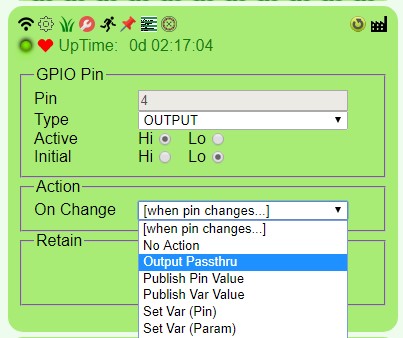 UpTime: 0d 02:17:04
GPIO Pin
Pin 4
Type OUTPUT
Active Hi Lo
Initial Hi Lo
Action
On Change [when pin changes...]
[when pin changes...]
No Action
Retain
Output Passthru
Publish Pin Value
Publish Var Value
Set Var (Pin)
Set Var (Param)